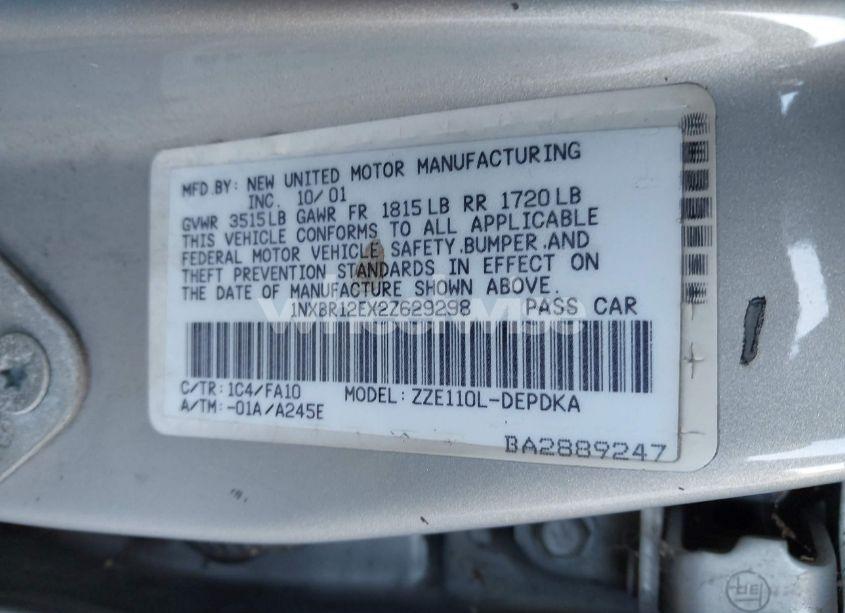 MFD.BY: NEW UNITED MOTOR MANUFACTURING
INC. 10/01
GVWR 3515LB GAWR FR 1815LB RR 1720LB
THIS VEHICLE CONFORMS TO ALL APPLICABLE
FEDERAL MOTOR VEHICLE SAFETY,BUMPER,AND
THEFT PREVENTION STANDARDS IN EFFECT ON
THE DATE OF MANUFACTURE SHOWN ABOVE.
1NXBR12EX2Z629298 PASS CAR
Wheelwise
C/TR: 1C4/FA10 MODEL: ZZE110L-DEPDKA
A/TM: -01A/A245E
BA2889247